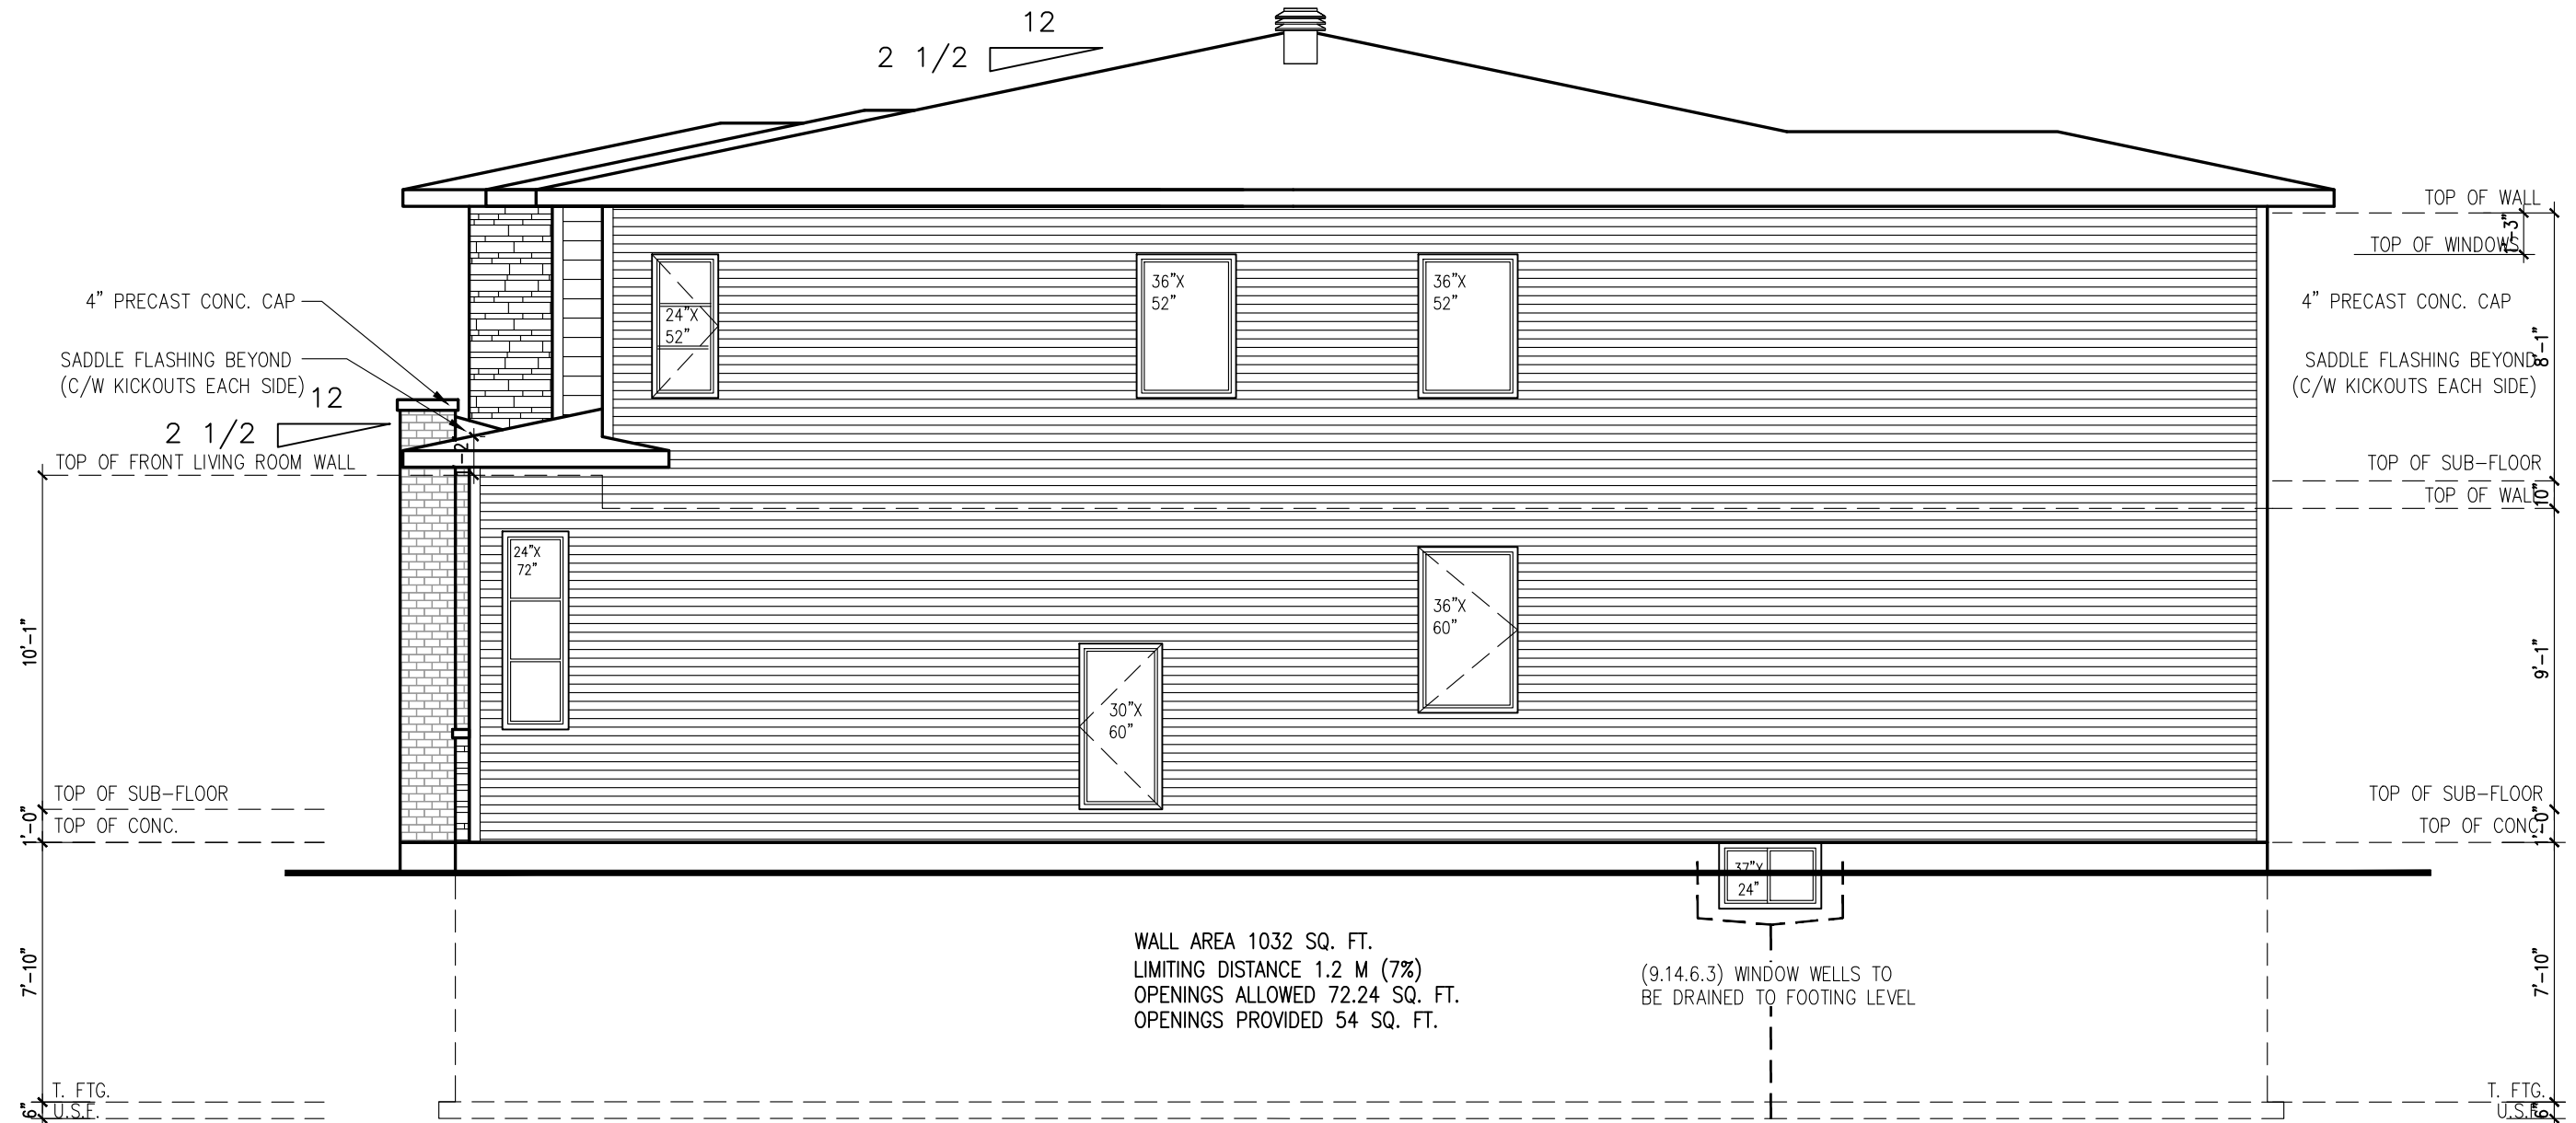 12
2 1/2
TOP OF WALL
1'-3"
TOP OF WINDOWS
36"X
52"
36"X
52"
24"X
52"
4" PRECAST CONC. CAP
4" PRECAST CONC. CAP
SADDLE FLASHING BEYOND
(C/W KICKOUTS EACH SIDE)
8'-1"
SADDLE FLASHING BEYOND
(C/W KICKOUTS EACH SIDE)
12
2 1/2
TOP OF FRONT LIVING ROOM WALL
TOP OF SUB-FLOOR
10"
TOP OF WALL
24"X
72"
36"X
60"
10'-1"
9'-1"
30"X
60"
TOP OF SUB-FLOOR
TOP OF SUB-FLOOR
1'-0"
TOP OF CONC.
TOP OF CONC.
1'-0"
37"X
24"
WALL AREA 1032 SQ. FT.
LIMITING DISTANCE 1.2 M (7%)
OPENINGS ALLOWED 72.24 SQ. FT.
OPENINGS PROVIDED 54 SQ. FT.
(9.14.6.3) WINDOW WELLS TO
BE DRAINED TO FOOTING LEVEL
7'-10"
7'-10"
T. FTG.
U.S.F.
6"
T. FTG.
U.S.F.
6"